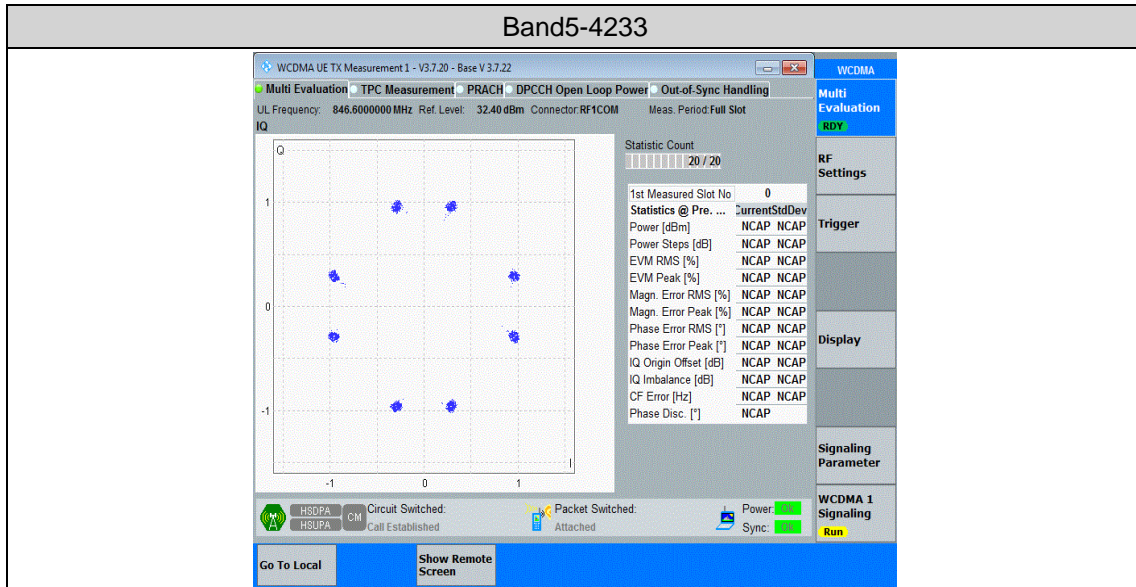 Band5-4233
WCDMA UE TX Measurement 1 - V3.7.20 - Base V 3.7.22
WCDMA
Multi Evaluation TPC Measurement PRACH DPCCH Open Loop Power Out-of-Sync Handling
UL Frequency: 846.6000000 MHz Ref. Level: 32.40 dBm Connector: RF1COM Meas. Period: Full Slot
IQ
Q
1
0
-1
-1 0 1
I
Statistic Count
20 / 20
1st Measured Slot No 0
Statistics @ Pre. ... Current StdDev
Power [dBm] NCAP NCAP
Power Steps [dB] NCAP NCAP
EVM RMS [%] NCAP NCAP
EVM Peak [%] NCAP NCAP
Magn. Error RMS [%] NCAP NCAP
Magn. Error Peak [%] NCAP NCAP
Phase Error RMS [°] NCAP NCAP
Phase Error Peak [°] NCAP NCAP
IQ Origin Offset [dB] NCAP NCAP
IQ Imbalance [dB] NCAP NCAP
CF Error [Hz] NCAP NCAP
Phase Disc. [°] NCAP
Multi
Evaluation
RDY
RF
Settings
Trigger
Display
Signaling
Parameter
WCDMA 1
Signaling
Run
HSDPA
HSUPA
CM
Circuit Switched:
Call Established
Packet Switched:
Attached
Power: Ok
Sync: Ok
Go To Local
Show Remote
Screen